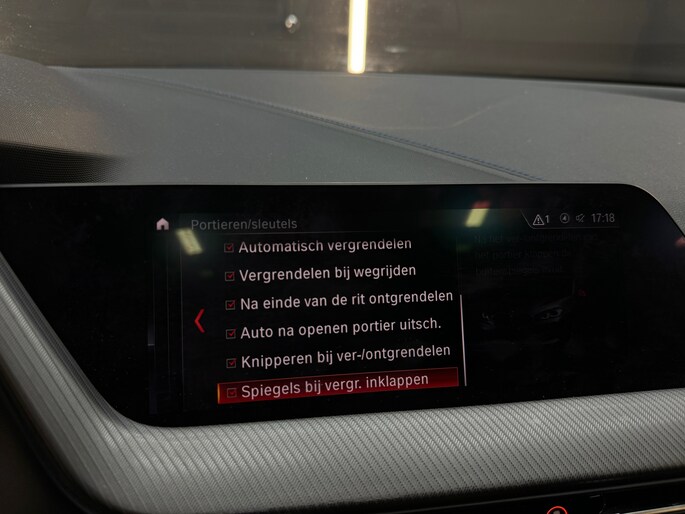 Portieren/sleutels
1
17:18
Automatisch vergrendelen
Vergrendelen bij wegrijden
Na einde van de rit ontgrendelen
Auto na openen portier uitsch.
Knipperen bij ver-/ontgrendelen
Spiegels bij vergr. inklappen